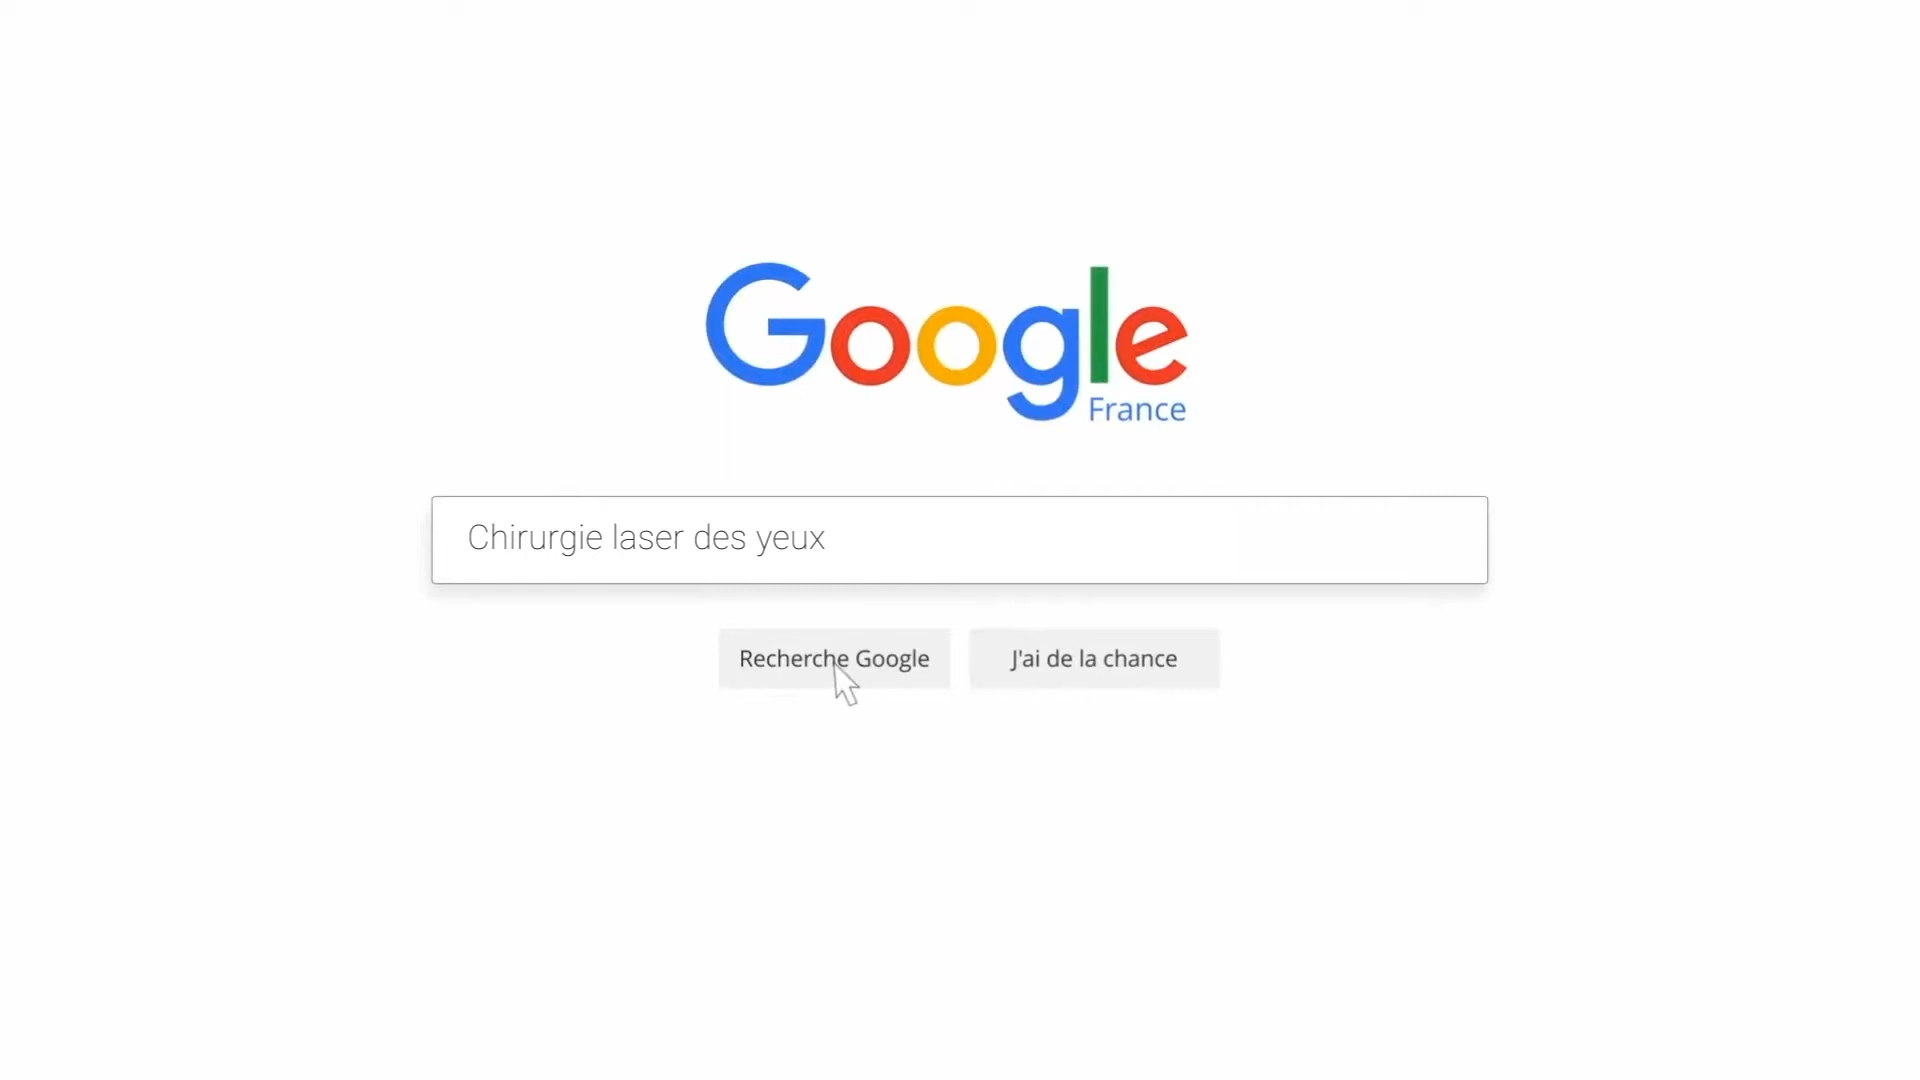 Google
France
Chirurgie laser des yeux
Recherche Google
J'ai de la chance